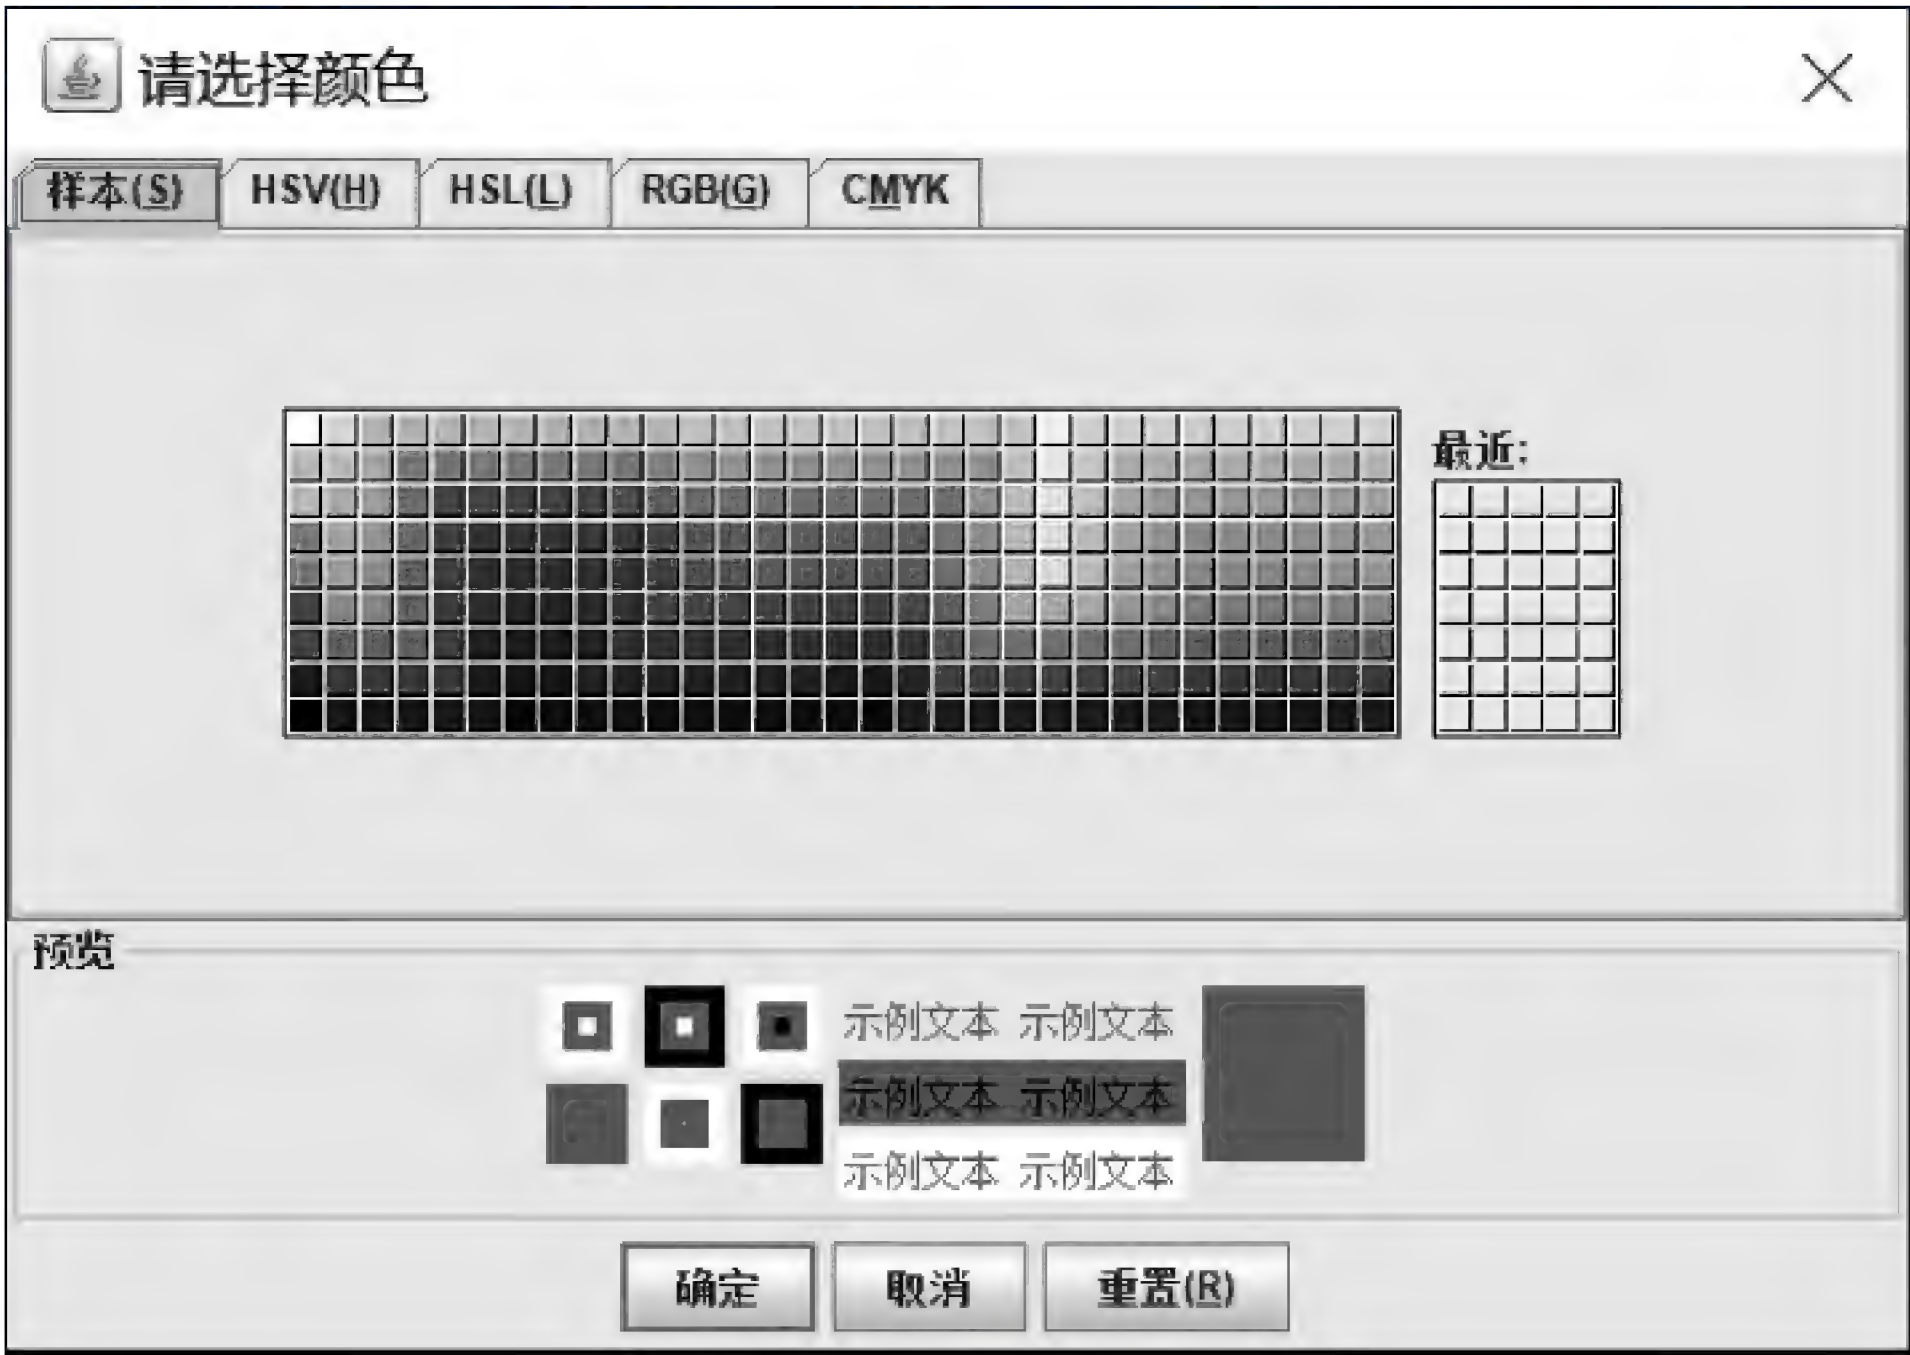 请选择颜色
样本(S) HSV(H) HSL(L) RGB(G) CMYK
最近:
预览
示例文本 示例文本
示例文本 示例文本
示例文本 示例文本
确定 取消 重置(R)